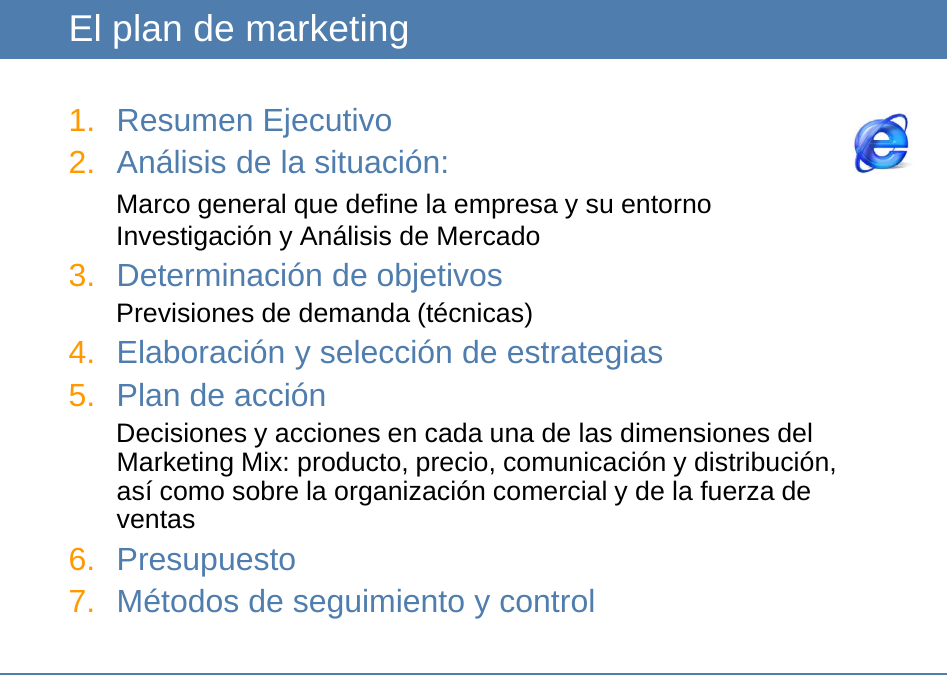 El plan de marketing
1. Resumen Ejecutivo
2. Análisis de la situación:
Marco general que define la empresa y su entorno
Investigación y Análisis de Mercado
3. Determinación de objetivos
Previsiones de demanda (técnicas)
4. Elaboración y selección de estrategias
5. Plan de acción
Decisiones y acciones en cada una de las dimensiones del
Marketing Mix: producto, precio, comunicación y distribución,
así como sobre la organización comercial y de la fuerza de
ventas
6. Presupuesto
7. Métodos de seguimiento y control